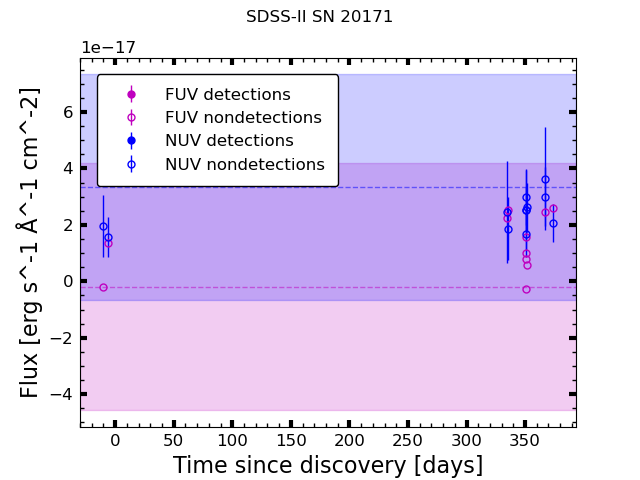 SDSS-II SN 20171
1e−17
FUV detections
FUV nondetections
NUV detections
NUV nondetections
6
4
2
0
−2
−4
Flux [erg s^-1 Å^-1 cm^-2]
0 50 100 150 200 250 300 350
Time since discovery [days]